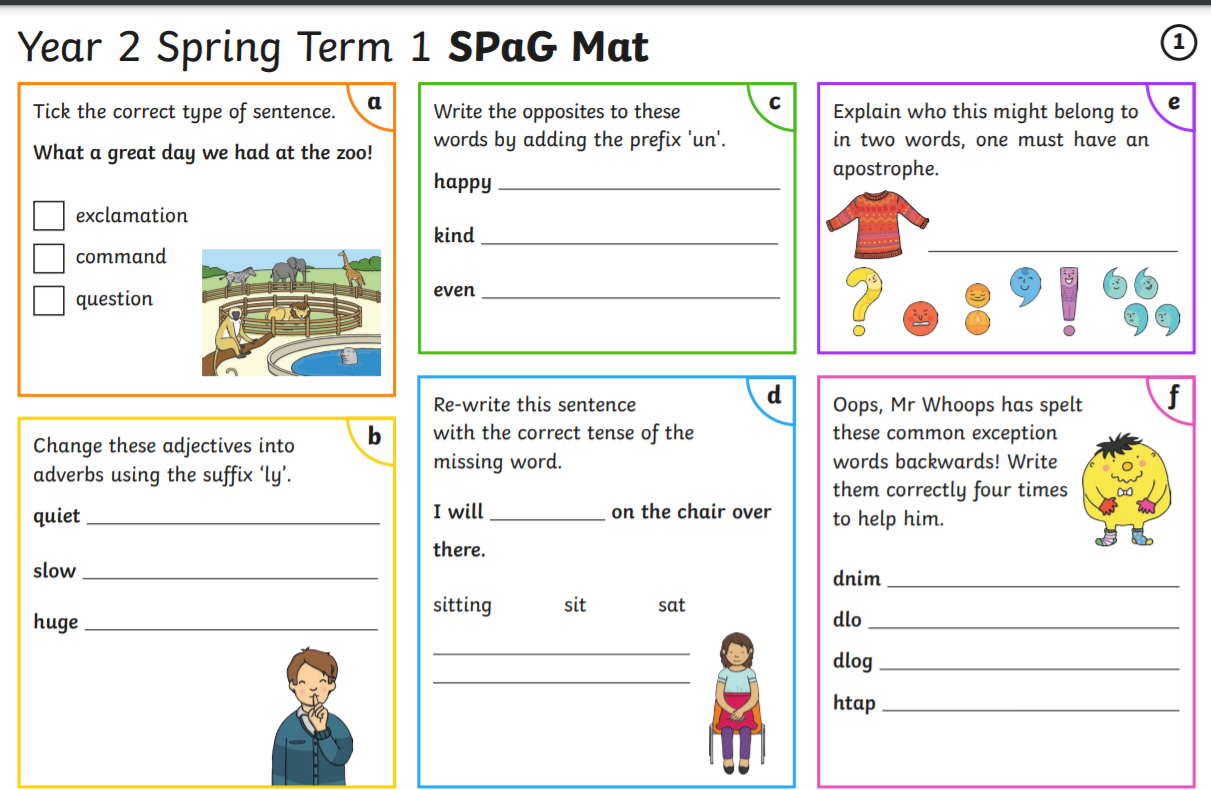 Year 2 Spring Term 1 SPaG Mat
1
a
Tick the correct type of sentence.
What a great day we had at the zoo!
exclamation
command
question
b
Change these adjectives into
adverbs using the suffix ‘ly’.
quiet
slow
huge
c
Write the opposites to these
words by adding the prefix 'un'.
happy
kind
even
d
Re-write this sentence
with the correct tense of the
missing word.
I will __________ on the chair over
there.
sitting sit sat
e
Explain who this might belong to
in two words, one must have an
apostrophe.
f
Oops, Mr Whoops has spelt
these common exception
words backwards! Write
them correctly four times
to help him.
dnim
dlo
dlog
htap